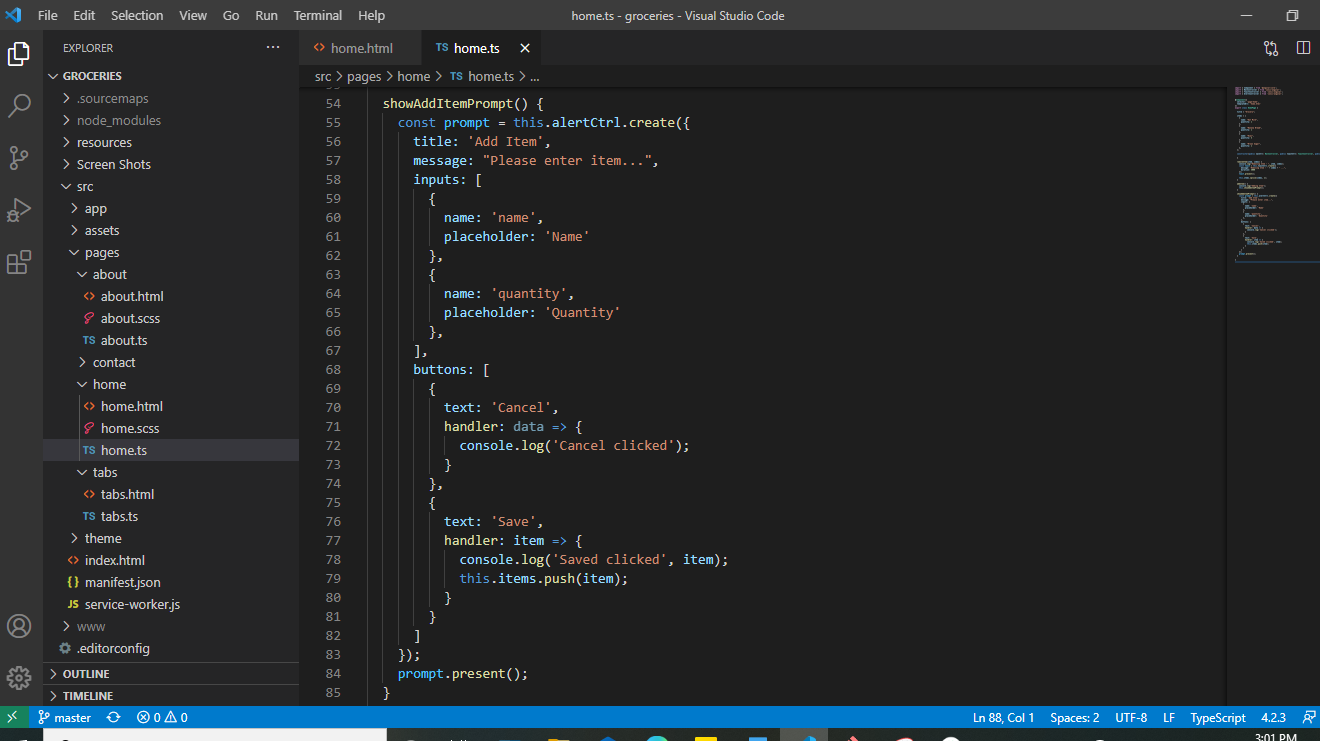 File Edit Selection View Go Run Terminal Help
home.ts - groceries - Visual Studio Code
EXPLORER
GROCERIES
.sourcemaps
node_modules
resources
Screen Shots
src
app
assets
pages
about
about.html
about.scss
TS about.ts
contact
home
home.html
home.scss
TS home.ts
tabs
tabs.html
TS tabs.ts
theme
index.html
{} manifest.json
JS service-worker.js
www
.editorconfig
OUTLINE
TIMELINE
home.html
TS home.ts
src > pages > home > TS home.ts > ...
54 showAddItemPrompt() {
55 const prompt = this.alertCtrl.create({
56 title: 'Add Item',
57 message: "Please enter item...",
58 inputs: [
59 {
60 name: 'name',
61 placeholder: 'Name'
62 },
63 {
64 name: 'quantity',
65 placeholder: 'Quantity'
66 },
67 ],
68 buttons: [
69 {
70 text: 'Cancel',
71 handler: data => {
72 console.log('Cancel clicked');
73 }
74 },
75 {
76 text: 'Save',
77 handler: item => {
78 console.log('Saved clicked', item);
79 this.items.push(item);
80 }
81 }
82 ]
83 });
84 prompt.present();
85 }
master 0 0
Ln 88, Col 1 Spaces: 2 UTF-8 LF TypeScript 4.2.3
3:01 PM